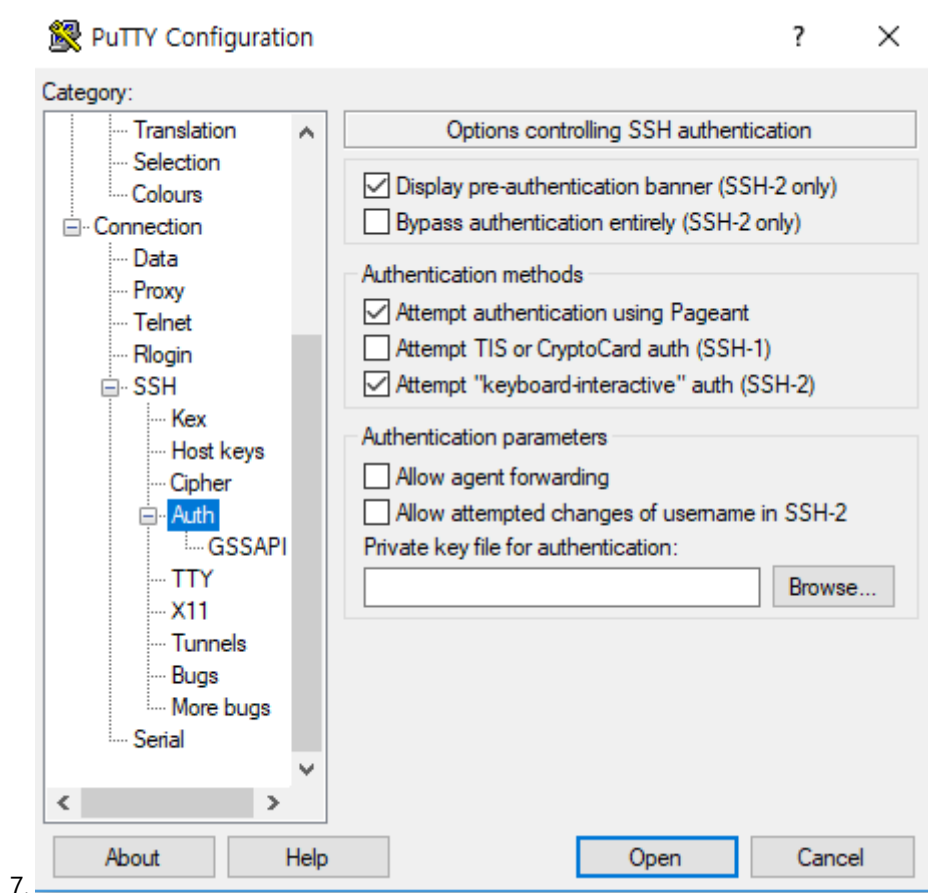 PuTTY Configuration
?
Category:
Translation
Selection
Colours
Connection
Data
Proxy
Telnet
Rlogin
SSH
Kex
Host keys
Cipher
Auth
GSSAPI
TTY
X11
Tunnels
Bugs
More bugs
Serial
Options controlling SSH authentication
Display pre-authentication banner (SSH-2 only)
Bypass authentication entirely (SSH-2 only)
Authentication methods
Attempt authentication using Pageant
Attempt TIS or CryptoCard auth (SSH-1)
Attempt "keyboard-interactive" auth (SSH-2)
Authentication parameters
Allow agent forwarding
Allow attempted changes of username in SSH-2
Private key file for authentication:
Browse...
About
Help
Open
Cancel
7.